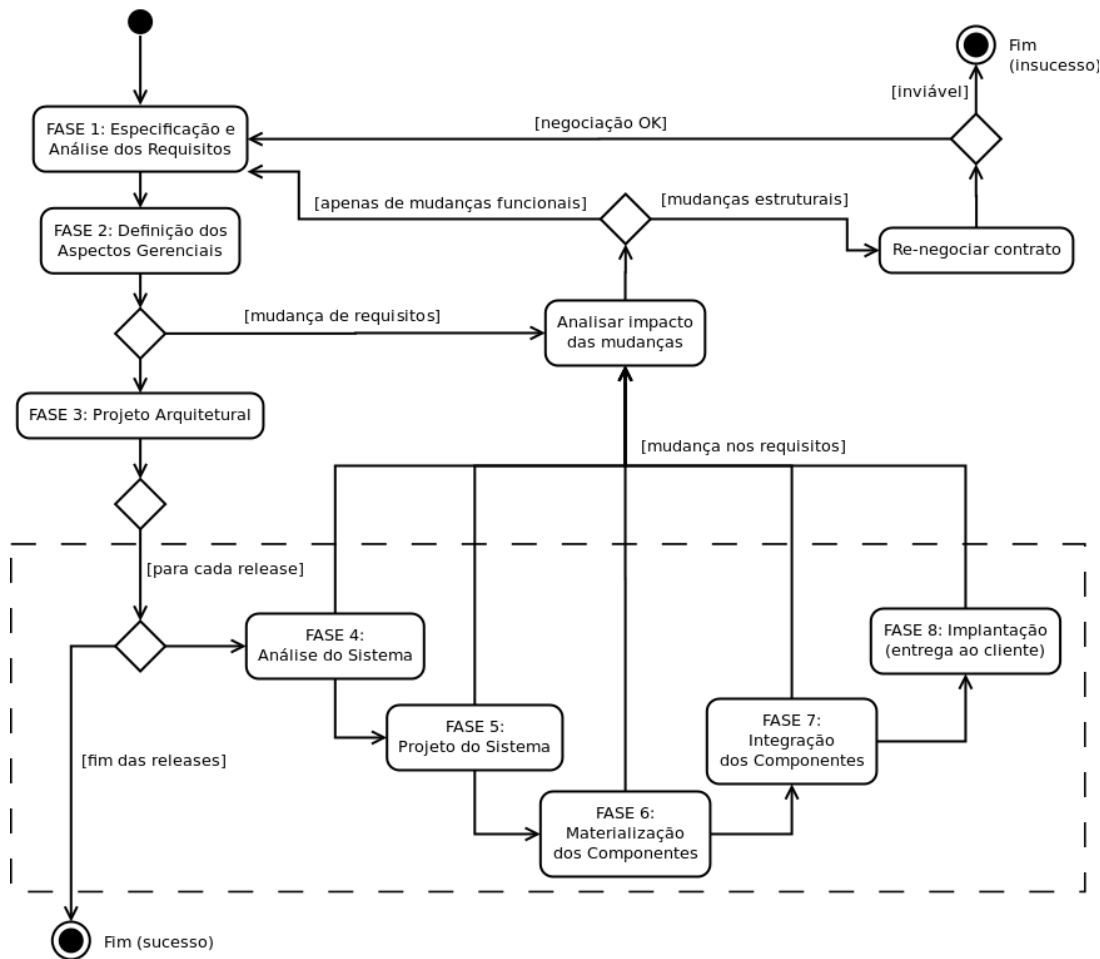 Fim
(insucesso)
[inviável]
[negociação OK]
FASE 1: Especificação e
Análise dos Requisitos
[apenas de mudanças funcionais]
[mudanças estruturais]
FASE 2: Definição dos
Aspectos Gerenciais
Re-negociar contrato
[mudança de requisitos]
Analisar impacto
das mudanças
FASE 3: Projeto Arquitetural
[mudança nos requisitos]
[para cada release]
FASE 4:
Análise do Sistema
FASE 8: Implantação
(entrega ao cliente)
FASE 5:
Projeto do Sistema
FASE 7:
Integração
dos Componentes
[fim das releases]
FASE 6:
Materialização
dos Componentes
Fim (sucesso)